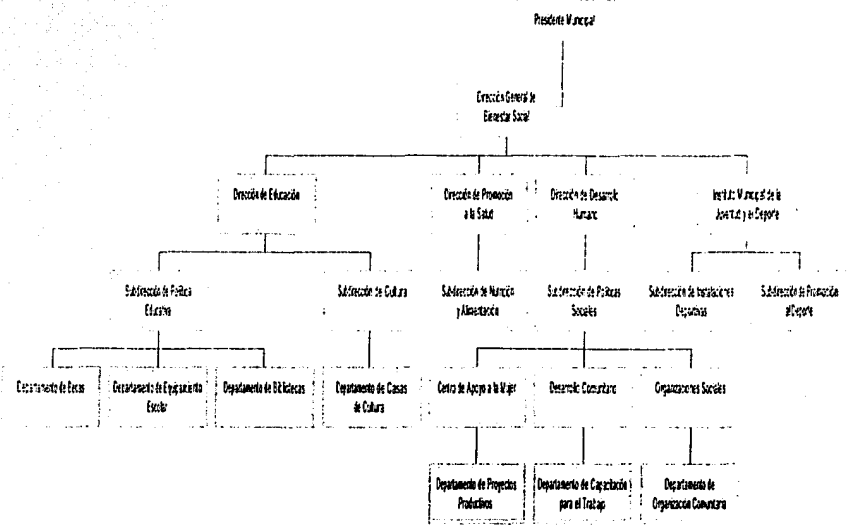 Presidente Municipal
Dirección General de
Bienestar Social
Dirección de Educación
Dirección de Promoción
a la Salud
Dirección de Desarrollo
Humano
Instituto Municipal de la
Juventud y el Deporte
Subdirección de Política
Educativa
Subdirección de Cultura
Subdirección de Nutrición
y Alimentación
Subdirección de Políticas
Sociales
Subdirección de Instalaciones
Deportivas
Subdirección de Promoción
al Deporte
Departamento de Becas
Departamento de Equipamiento
Escolar
Departamento de Bibliotecas
Departamento de Casas
de Cultura
Centro de Apoyo a la Mujer
Desarrollo Comunitario
Organizaciones Sociales
Departamento de Proyectos
Productivos
Departamento de Capacitación
para el Trabajo
Departamento de
Organización Comunitaria